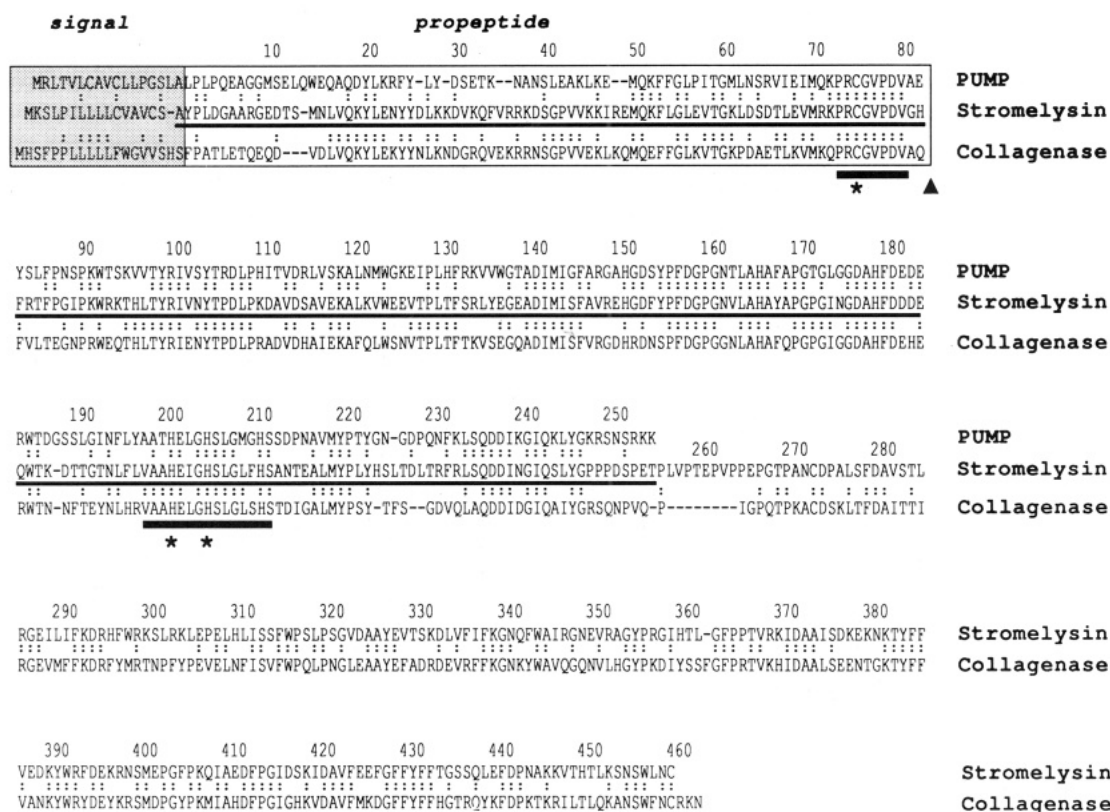 signal propeptide
10 20 30 40 50 60 70 80
MRLTVLCAVCLLPGSLALPLPQEAGGMSELQWEQAQDYLKRFY-LY-DSETK--NANSLEAKLKE--MQKFFGLPITGMLNSRVIEIMQKPRCGVPDVAE PUMP
MKSLPILLLLCVAVCS-AYPLDGAARGEDTS-MNLVQKYLENYYDLKKDVKQFVRRKDSGPVVKKIREMQKFLGLEVTGKLDSDTLEVMRKPRCGVPDVGH Stromelysin
MHSFPPLLLLLFWGVVSHSFPATLETQEQD---VDLVQKYLEKYYNLKNDGRQVEKRRNSGPVVEKLKQMQEFFGLKVTGKPDAETLKVMKQPRCGVPDVAQ Collagenase
* ▲
90 100 110 120 130 140 150 160 170 180
YSLFPNSPKWTSKVVTYRIVSYTRDLPHITVDRLVSKALNMWGKEIPLHFRKVVWGTADIMIGFARGAHGDSYPFDGPGNTLAHAFAPGTGLGGDAHFDEDE PUMP
FRTFPGIPKWRKTHLTYRIVNYTPDLPKDAVDSAVEKALKVWEEVTPLTFSRLYEGEADIMISFAVREHGDFYPFDGPGNVLAHAYAPGPGINGDAHFDDDE Stromelysin
FVLTEGNPRWEQTHLTYRIENYTPDLPRADVDHAIEKAFQLWSNVTPLTFTKVSEGQADIMISFVRGDHRDNSPFDGPGGNLAHAFQPGPGIGGDAHFDEHE Collagenase
190 200 210 220 230 240 250
RWTDGSSLGINFLYAATHELGHSLGMGHSSDPNAVMYPTYGN-GDPQNFKLSQDDIKGIQKLYGKRSNSRKK PUMP
260 270 280
QWTK-DTTGTNLFLVAAHEIGHSLGLFHSANTEALMYPLYHSLTDLTRFRLSQDDINGIQSLYGPPPDSPETPLVPTEPVPPEPGTPANCDPALSFDAVSTL Stromelysin
RWTN-NFTEYNLHRVAAHELGHSLGLSHSTDIGALMYPSY-TFS--GDVQLAQDDIDGIQAIYGRSQNPVQ-P--------IGPQTPKACDSKLTFDAITTI Collagenase
* *
290 300 310 320 330 340 350 360 370 380
RGEILIFKDRHFWRKSLRKLEPELHLISSFWPSLPSGVDAAYEVTSKDLVFIFKGNQFWAIRGNEVRAGYPRGIHTL-GFPPTVRKIDAAISDKEKNKTYFF Stromelysin
RGEVMFFKDRFYMRTNPFYPEVELNFISVFWPQLPNGLEAAYEFADRDEVRFFKGNKYWAVQGQNVLHGYPKDIYSSFGFPRTVKHIDAALSEENTGKTYFF Collagenase
390 400 410 420 430 440 450 460
VEDKYWRFDEKRNSMEPGFPKQIAEDFPGIDSKIDAVFEEFGFFYFFTGSSQLEFDPNAKKVTHTLKSNSWLNC Stromelysin
VANKYWRYDEYKRSMDPGYPKMIAHDFPGIGHKVDAVFMKDGFFYFFHGTRQYKFDPKTKRILTLQKANSWFNCRKN Collagenase